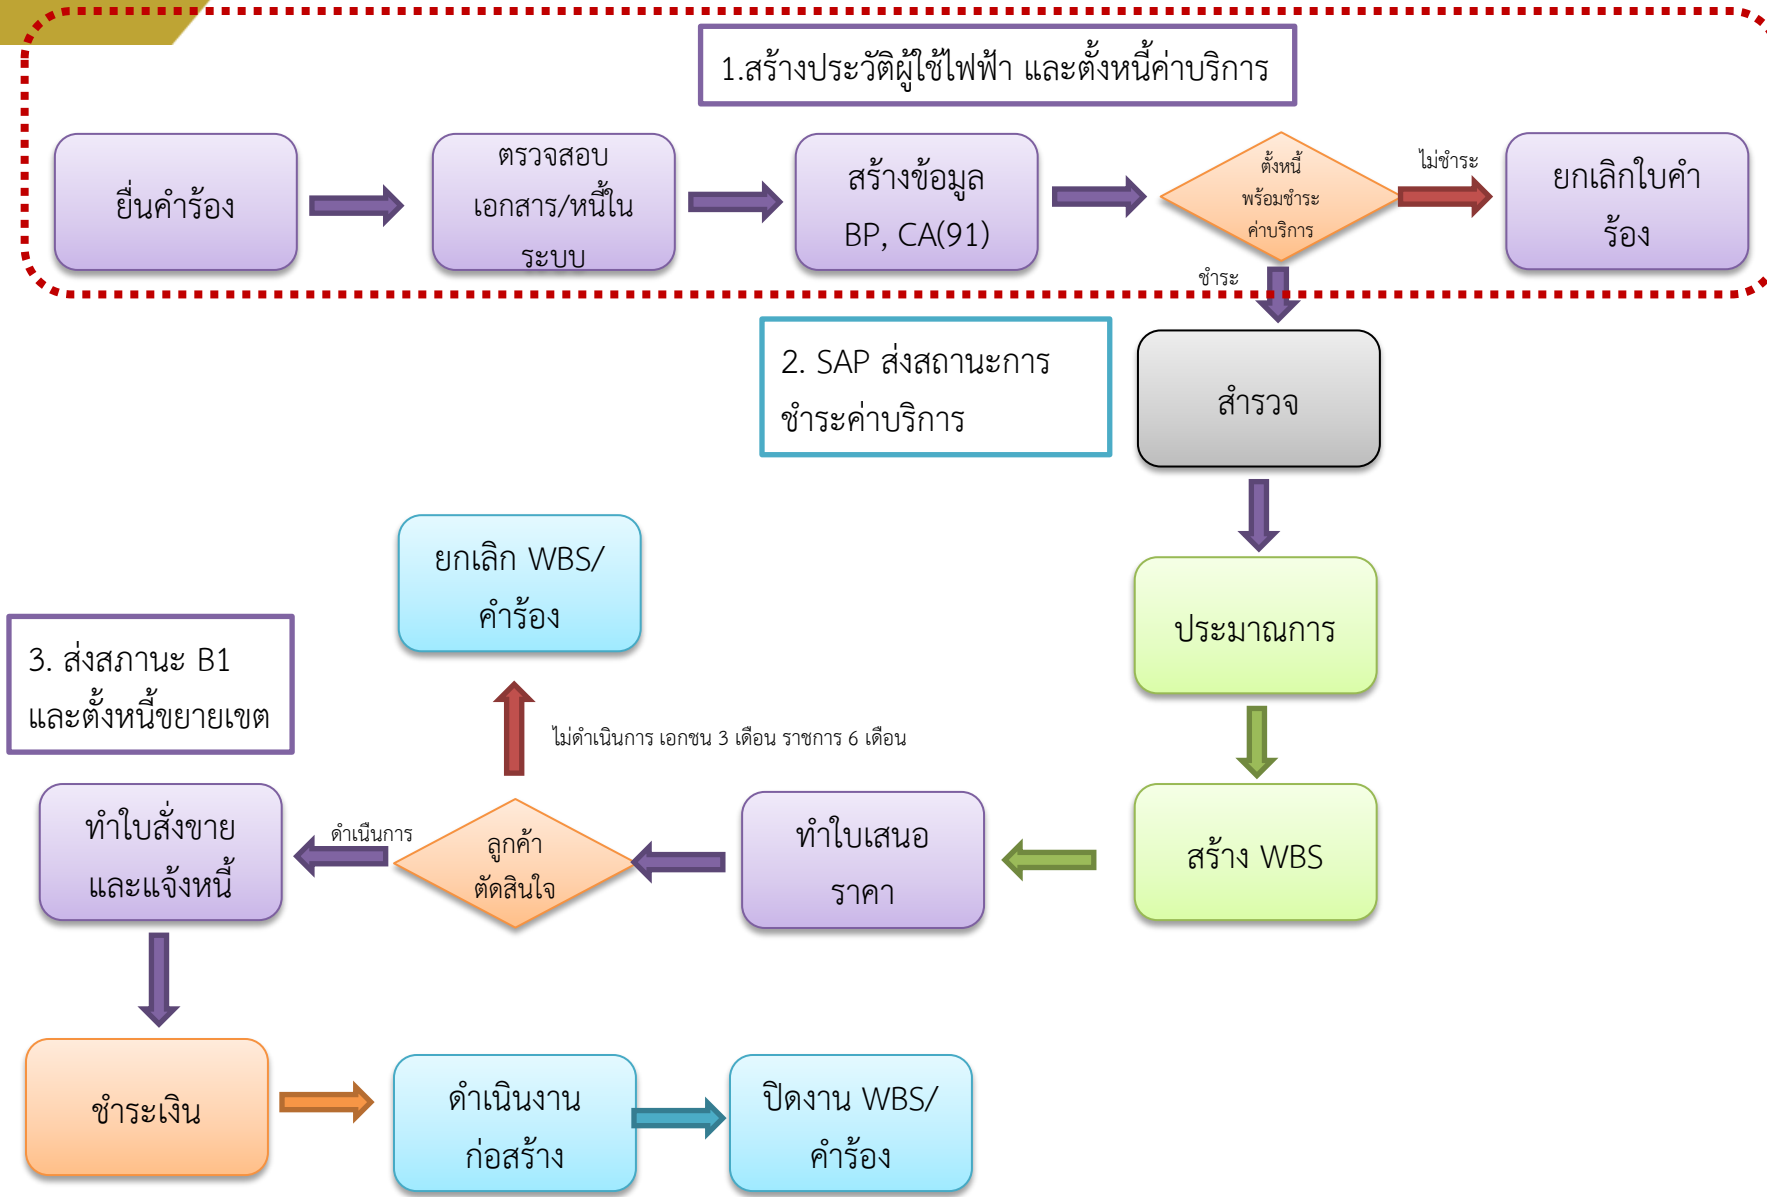 1.สร้างประวัติผู้ใช้ไฟฟ้า และตั้งหนี้ค่าบริการ
ยื่นคำร้อง
ตรวจสอบ
เอกสาร/หนี้ใน
ระบบ
สร้างข้อมูล
BP, CA(91)
ตั้งหนี้
พร้อมชำระ
ค่าบริการ
ไม่ชำระ
ยกเลิกใบคำ
ร้อง
ชำระ
2. SAP ส่งสถานะการ
ชำระค่าบริการ
สำรวจ
ประมาณการ
สร้าง WBS
ทำใบเสนอ
ราคา
ลูกค้า
ตัดสินใจ
ไม่ดำเนินการ เอกชน 3 เดือน ราชการ 6 เดือน
ยกเลิก WBS/
คำร้อง
3. ส่งสภานะ B1
และตั้งหนี้ขยายเขต
ดำเนืนการ
ทำใบสั่งขาย
และแจ้งหนี้
ชำระเงิน
ดำเนินงาน
ก่อสร้าง
ปิดงาน WBS/
คำร้อง